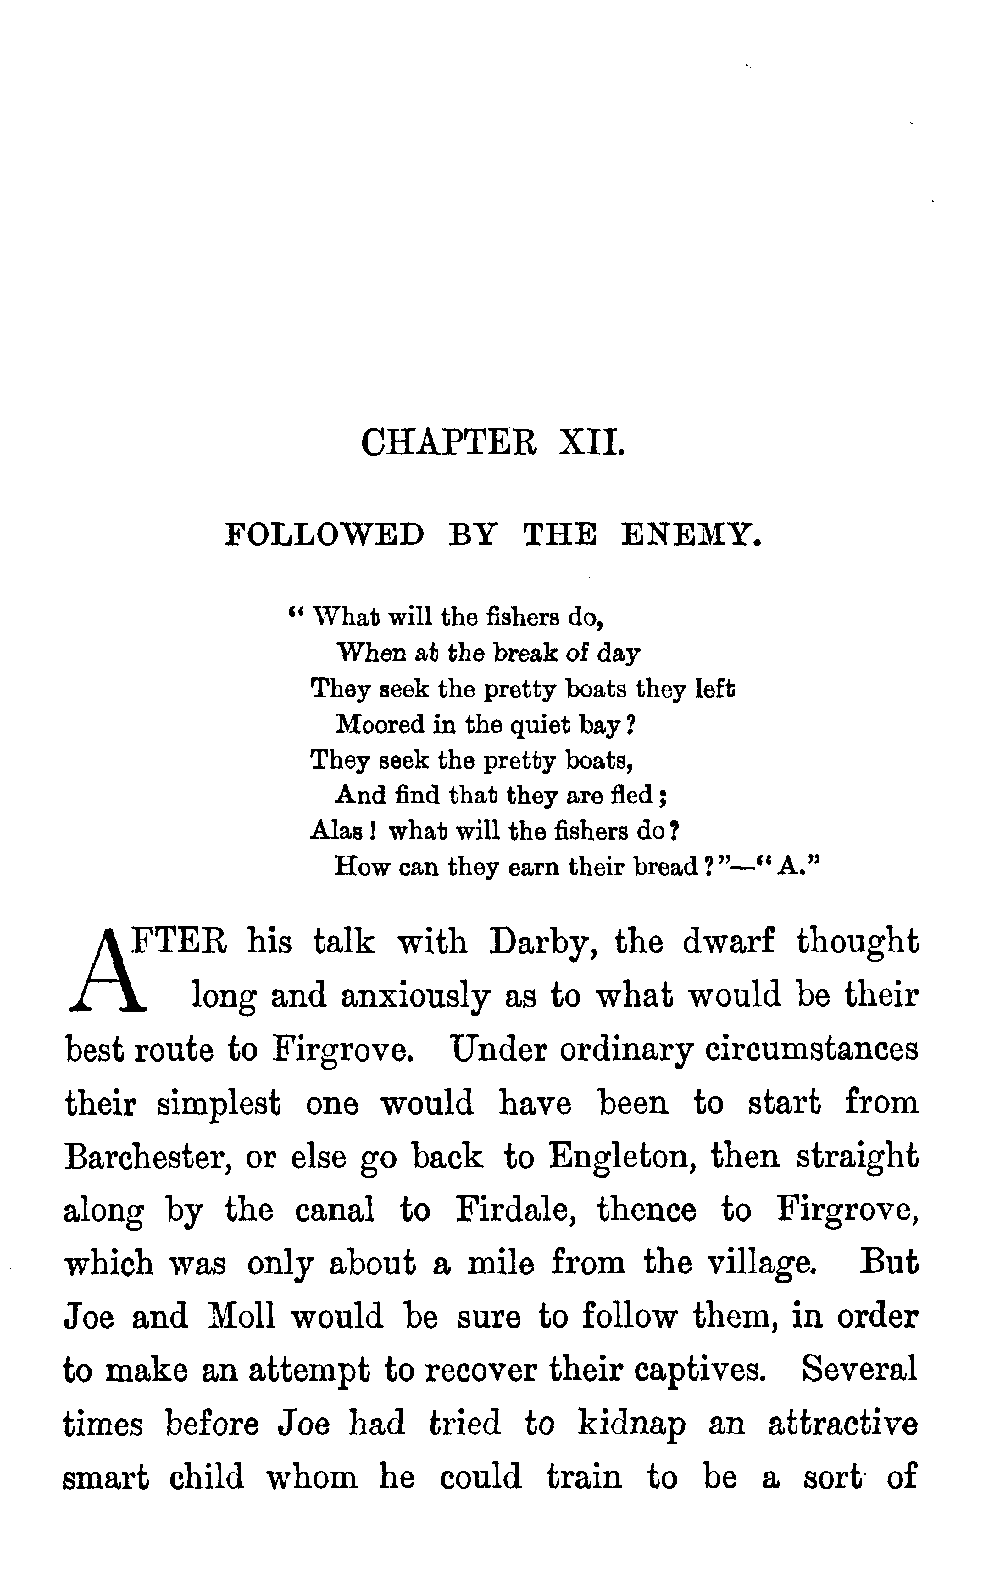 CHAPTER XII.
FOLLOWED BY THE ENEMY.
“ What will the fishers do,
When at the break of day
They seek the pretty boats they left
Moored in the quiet bay?
They seek the pretty boats,
And find that they are fled;
Alas! what will the fishers do?
How can they earn their bread?”—“A.”
AFTER his talk with Darby, the dwarf thought
long and anxiously as to what would be their
best route to Firgrove. Under ordinary circumstances
their simplest one would have been to start from
Barchester, or else go back to Engleton, then straight
along by the canal to Firdale, thence to Firgrove,
which was only about a mile from the village. But
Joe and Moll would be sure to follow them, in order
to make an attempt to recover their captives. Several
times before Joe had tried to kidnap an attractive
smart child whom he could train to be a sort of